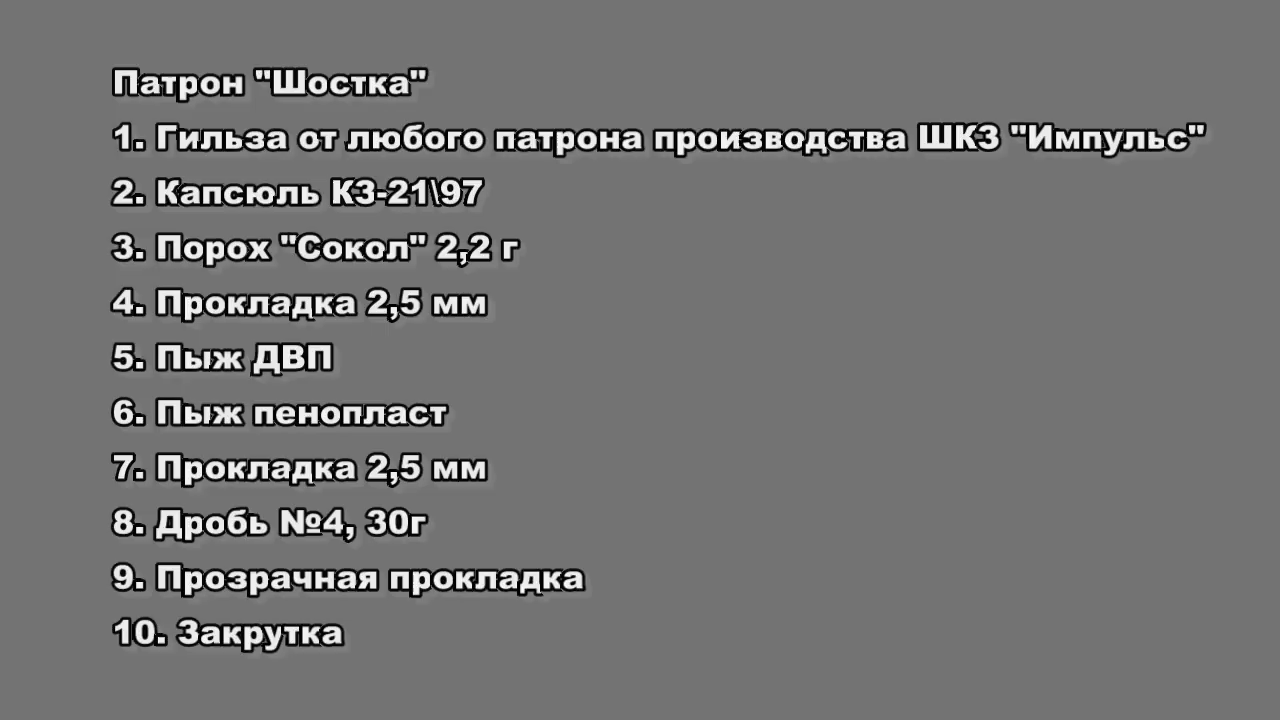 Патрон "Шостка"
1. Гильза от любого патрона производства ШКЗ "Импульс"
2. Капсюль КЗ-21\97
3. Порох "Сокол" 2,2 г
4. Прокладка 2,5 мм
5. Пыж ДВП
6. Пыж пенопласт
7. Прокладка 2,5 мм
8. Дробь №4, 30г
9. Прозрачная прокладка
10. Закрутка